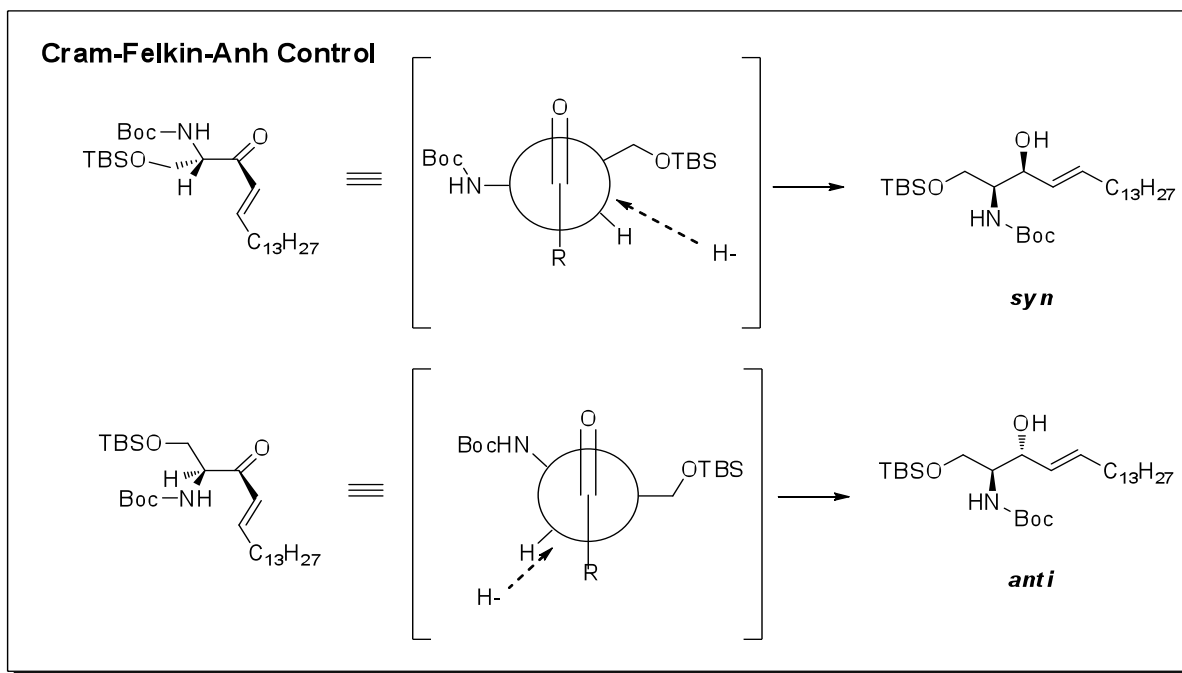 Cram-Felkin-Anh Control
Boc-NH
TBSO
O
H
C13H27
O
Boc
HN
OTBS
H
R
H-
OH
TBSO
C13H27
HN
Boc
syn
TBSO
O
H
Boc-NH
C13H27
O
BocHN
OTBS
H
R
H-
OH
TBSO
C13H27
HN
Boc
anti